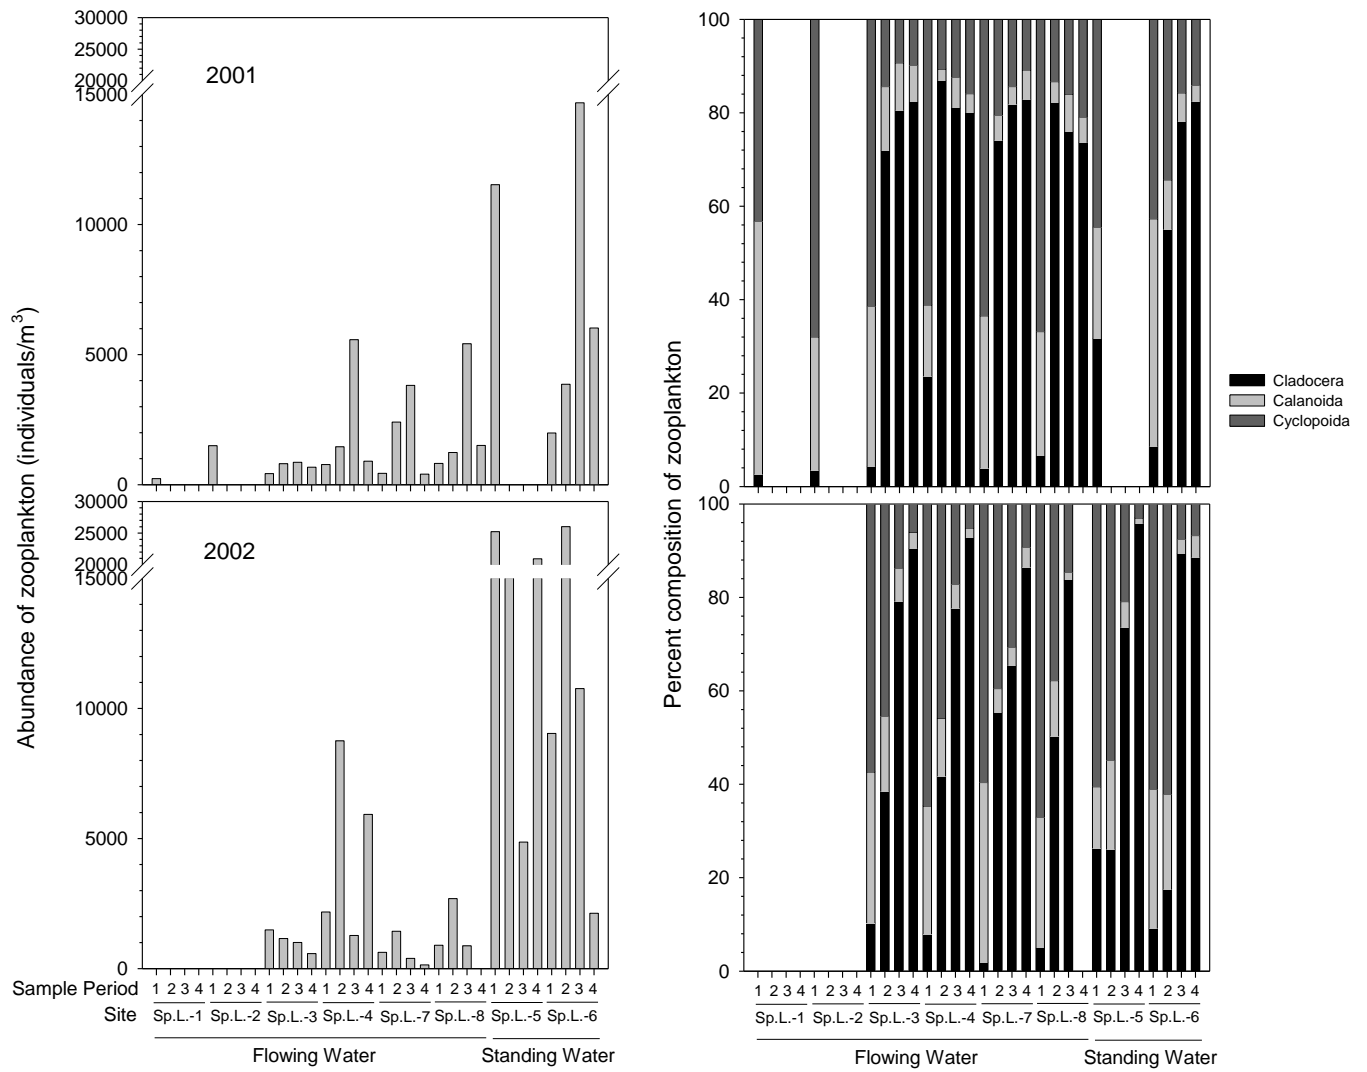 30000
25000
20000
15000
10000
5000
0
2001
30000
25000
20000
15000
10000
5000
0
2002
Abundance of zooplankton (individuals/m³)
Sample Period 1 2 3 4 1 2 3 4 1 2 3 4 1 2 3 4 1 2 3 4 1 2 3 4 1 2 3 4 1 2 3 4
Site Sp.L.-1 Sp.L.-2 Sp.L.-3 Sp.L.-4 Sp.L.-7 Sp.L.-8 Sp.L.-5 Sp.L.-6
Flowing Water Standing Water
100
80
60
40
20
0
100
80
60
40
20
0
Percent composition of zooplankton
1 2 3 4 1 2 3 4 1 2 3 4 1 2 3 4 1 2 3 4 1 2 3 4 1 2 3 4 1 2 3 4
Sp.L.-1 Sp.L.-2 Sp.L.-3 Sp.L.-4 Sp.L.-7 Sp.L.-8 Sp.L.-5 Sp.L.-6
Flowing Water Standing Water
Cladocera
Calanoida
Cyclopoida